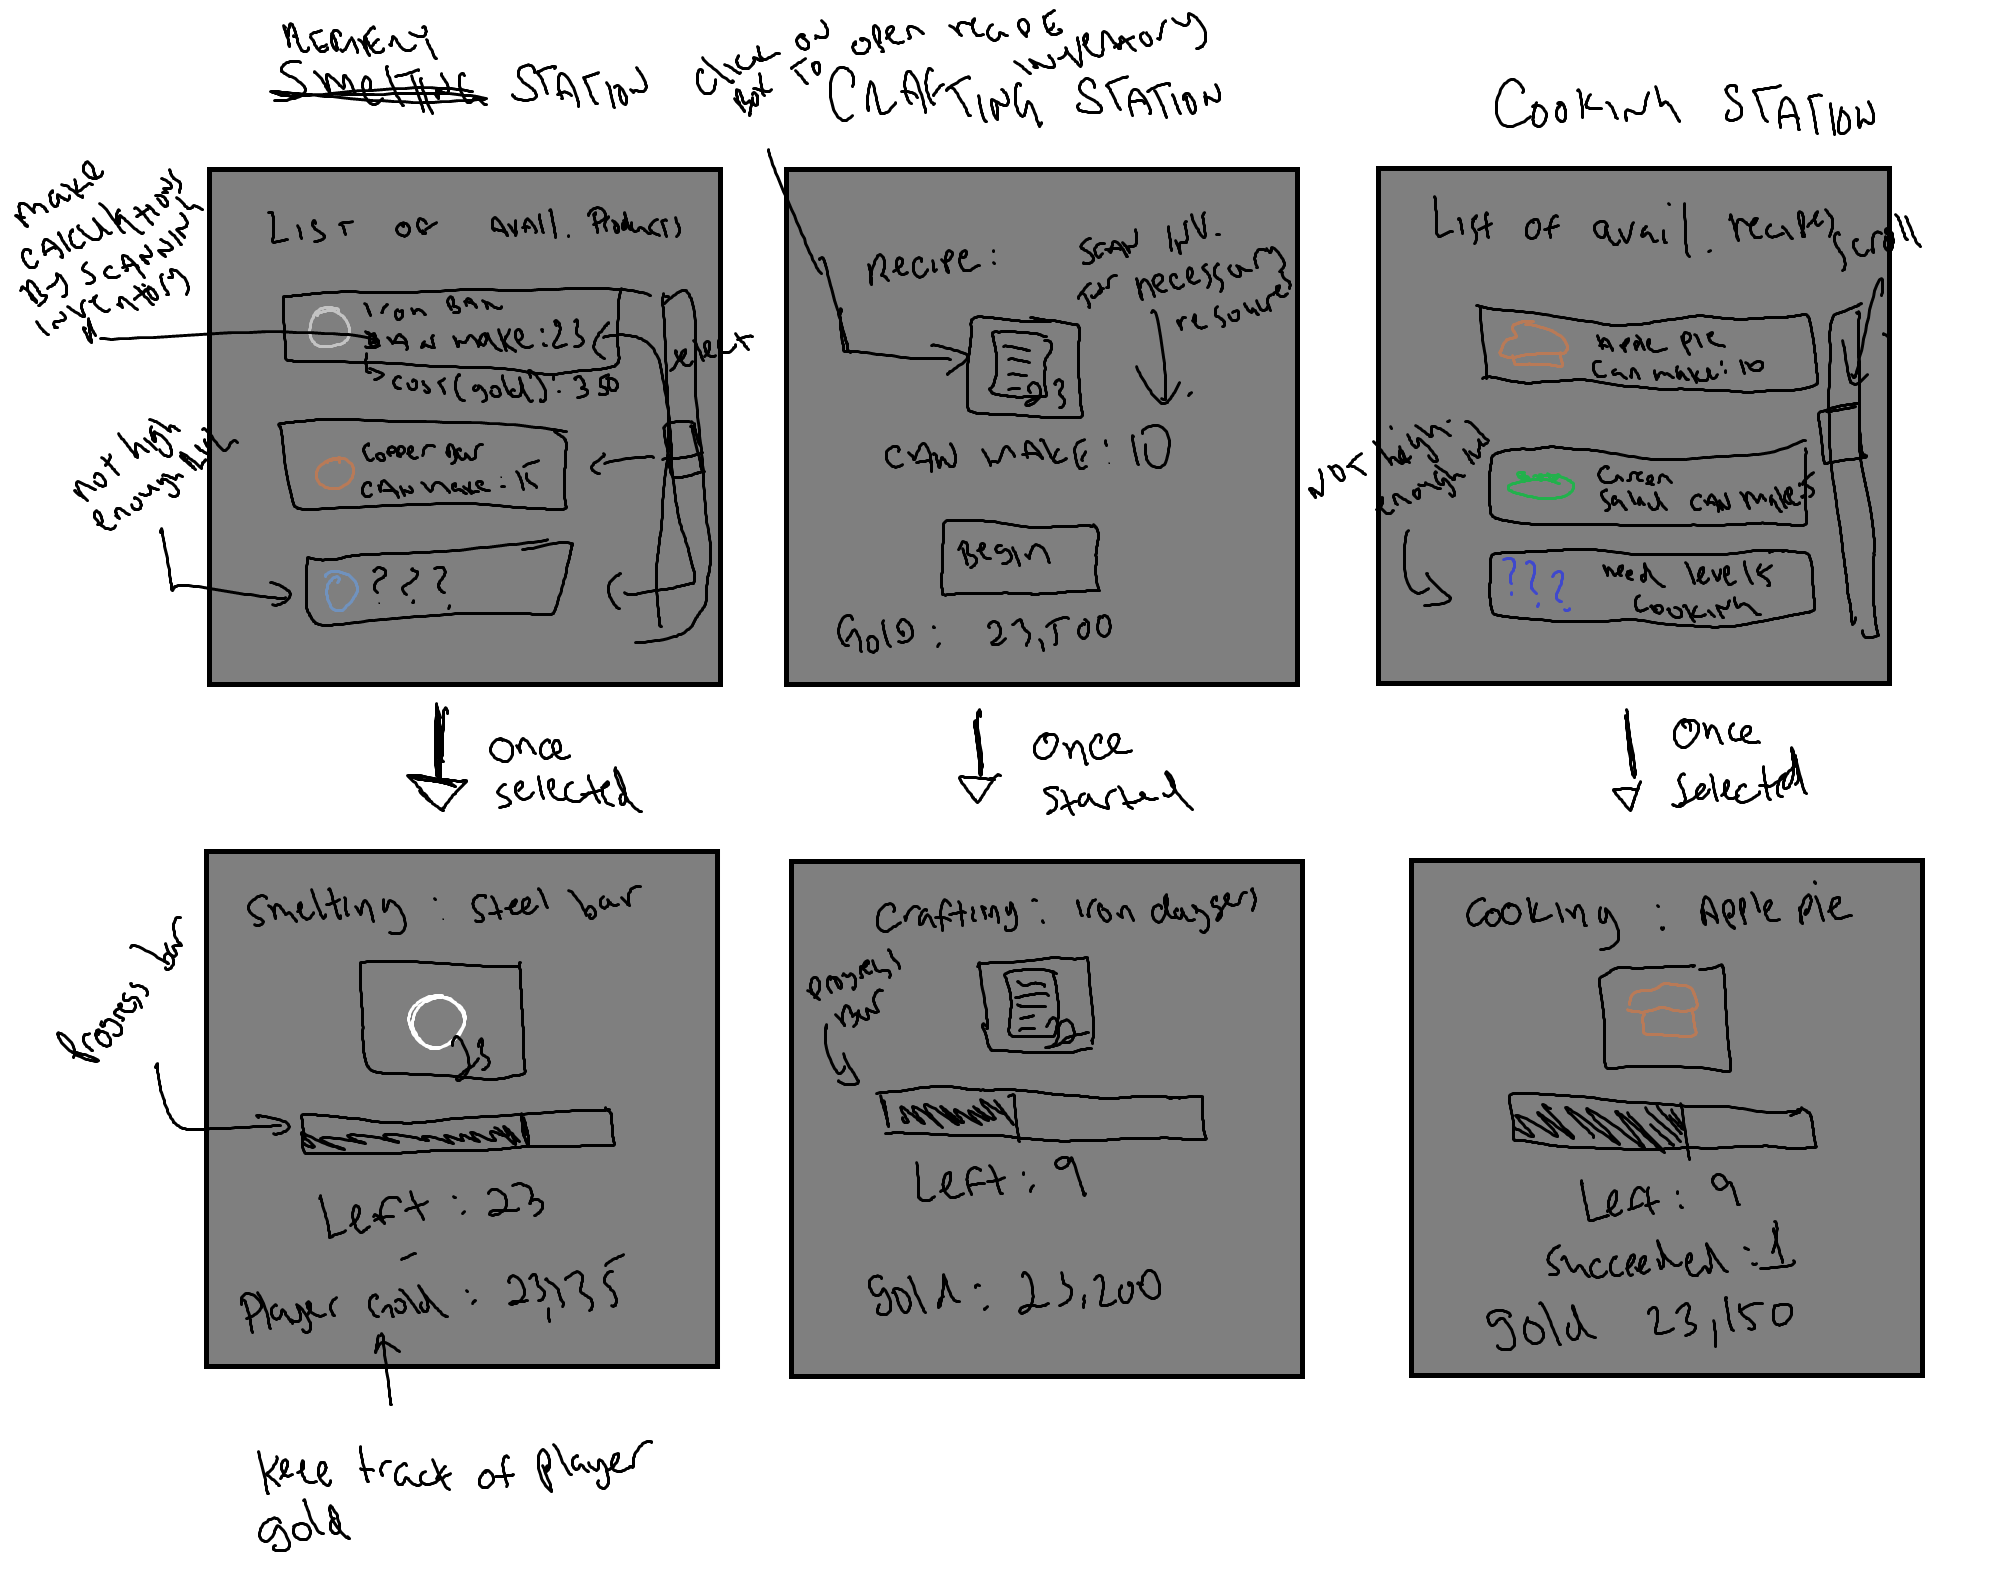 REFINERY
SMELTING STATION
CLICK ON
BOX TO OPEN RECIPE
INVENTORY
CRAFTING STATION
COOKING STATION
make
CALCULATIONS
By SCANNING
INVENTORY
LIST OF AVAIL. PRODUCTS
Iron BAR
CAN MAKE: 23
COST (gold): 350
select
not high
enough lvl
Copper Bar
CAN make: 15
? ? ?
RECIPE:
SCAN INV.
For necessary
resources
23
CAN MAKE: 10
Begin
GOLD: 23,500
List of avail. recipes
scroll
Apple pie
Can make: 10
NOT high
enough lvl
Green
Salad CAN make: 5
? ? ?
need level 5
COOKING
once
selected
Once
started
Once
selected
Smelting: Steel bar
23
Progress bar
Left: 23
Player Gold: 23,335
Keep track of player
gold
Crafting: Iron daggers
progress
Bar
22
Left: 9
gold: 23,200
Cooking: Apple pie
Left: 9
Succeeded: 1
gold 23,150